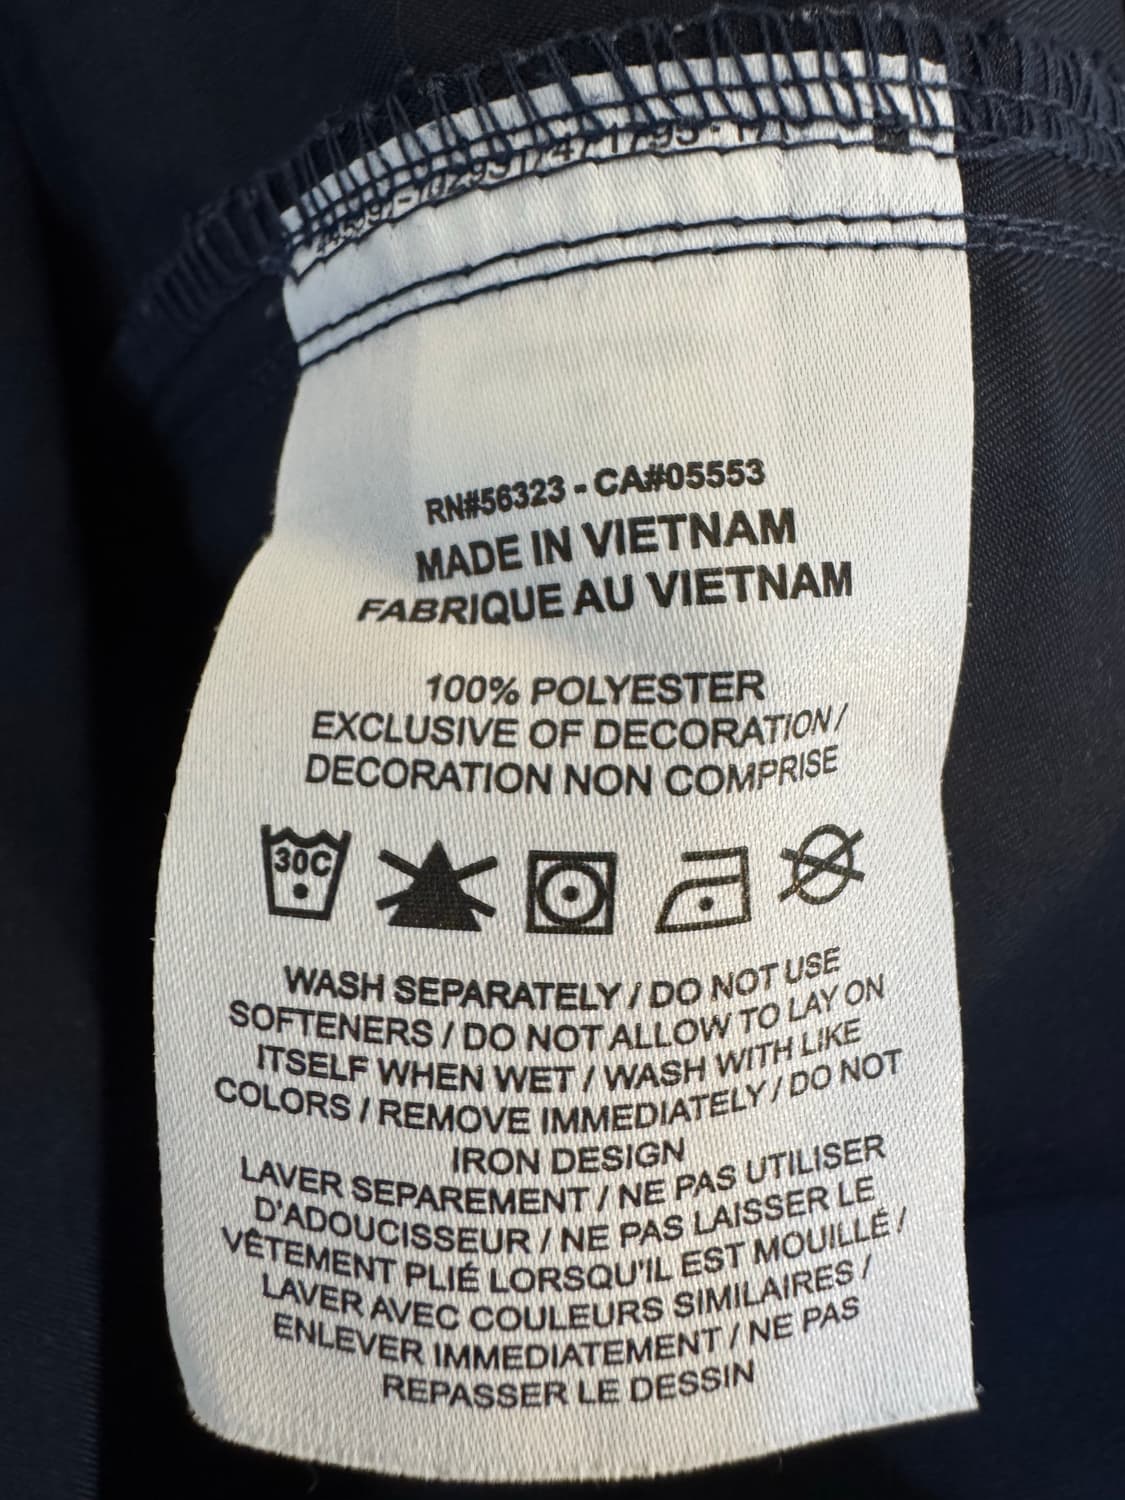 RN#56323 - CA#05553
MADE IN VIETNAM
FABRIQUE AU VIETNAM
100% POLYESTER
EXCLUSIVE OF DECORATION/
DECORATION NON COMPRISE
30C
WASH SEPARATELY / DO NOT USE
SOFTENERS / DO NOT ALLOW TO LAY ON
ITSELF WHEN WET / WASH WITH LIKE
COLORS / REMOVE IMMEDIATELY / DO NOT
IRON DESIGN
LAVER SEPAREMENT / NE PAS UTILISER
D'ADOUCISSEUR / NE PAS LAISSER LE
VÊTEMENT PLIÉ LORSQU'IL EST MOUILLÉ /
LAVER AVEC COULEURS SIMILAIRES /
ENLEVER IMMEDIATEMENT / NE PAS
REPASSER LE DESSIN